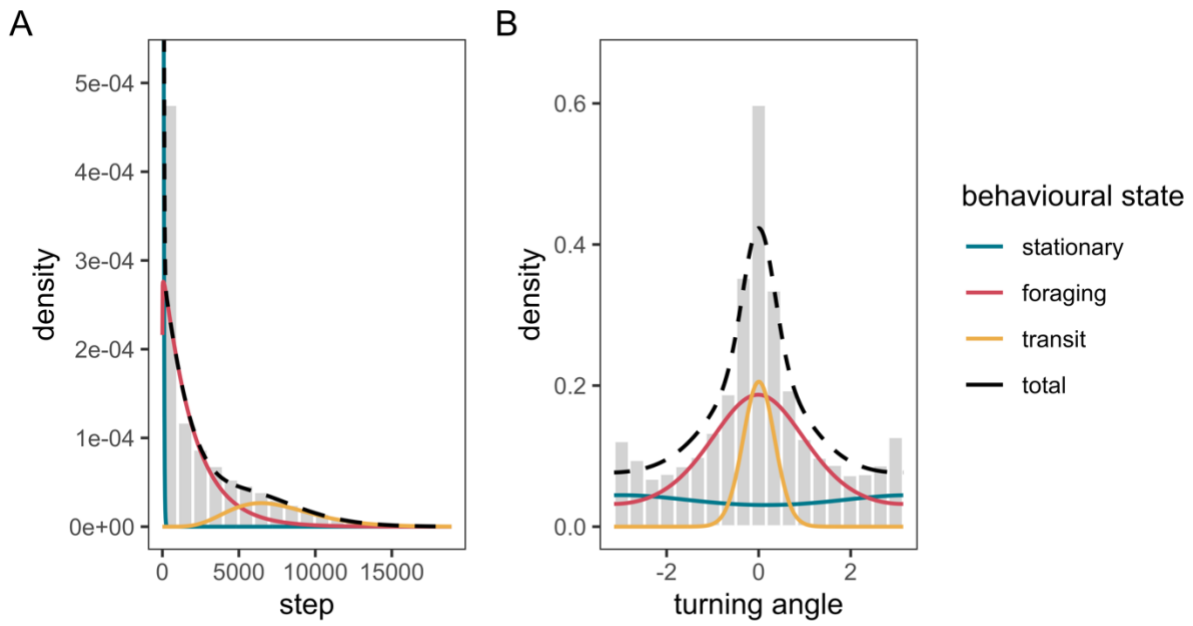 A
density
5e-04
4e-04
3e-04
2e-04
1e-04
0e+00
0 5000 10000 15000
step
B
density
0.6
0.4
0.2
0.0
-2 0 2
turning angle
behavioural state
stationary
foraging
transit
total